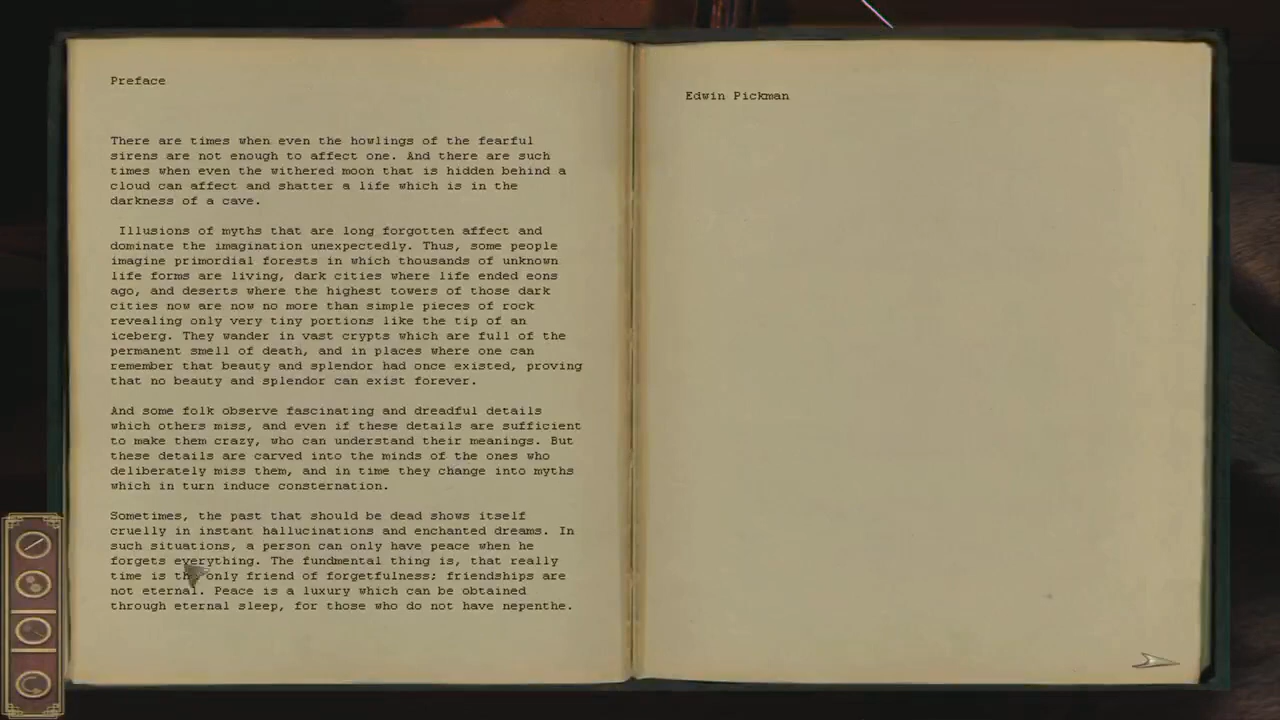 Preface
There are times when even the howlings of the fearful
sirens are not enough to affect one. And there are such
times when even the withered moon that is hidden behind a
cloud can affect and shatter a life which is in the
darkness of a cave.
Illusions of myths that are long forgotten affect and
dominate the imagination unexpectedly. Thus, some people
imagine primordial forests in which thousands of unknown
life forms are living, dark cities where life ended eons
ago, and deserts where the highest towers of those dark
cities now are now no more than simple pieces of rock
revealing only very tiny portions like the tip of an
iceberg. They wander in vast crypts which are full of the
permanent smell of death, and in places where one can
remember that beauty and splendor had once existed, proving
that no beauty and splendor can exist forever.
And some folk observe fascinating and dreadful details
which others miss, and even if these details are sufficient
to make them crazy, who can understand their meanings. But
these details are carved into the minds of the ones who
deliberately miss them, and in time they change into myths
which in turn induce consternation.
Sometimes, the past that should be dead shows itself
cruelly in instant hallucinations and enchanted dreams. In
such situations, a person can only have peace when he
forgets everything. The fundmental thing is, that really
time is the only friend of forgetfulness; friendships are
not eternal. Peace is a luxury which can be obtained
through eternal sleep, for those who do not have nepenthe.
Edwin Pickman